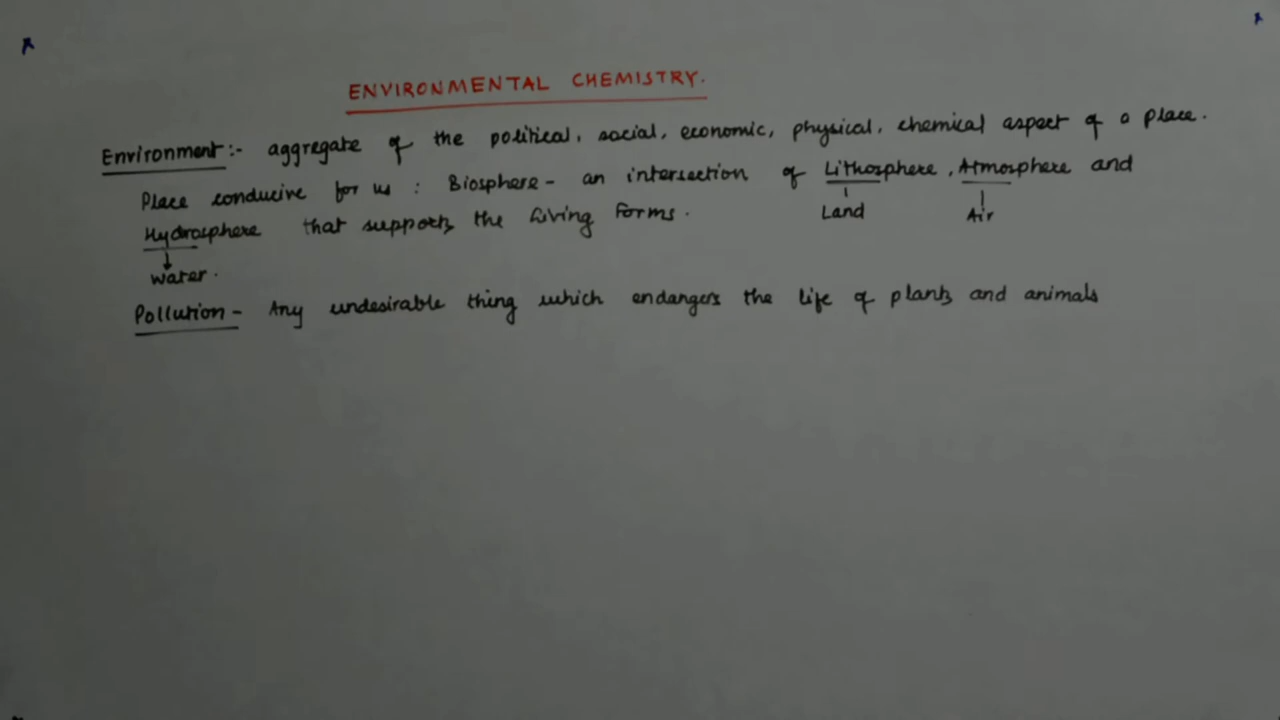 ENVIRONMENTAL CHEMISTRY.
Environment:- aggregate of the political, social, economic, physical, chemical aspect of a place.
Place conducive for us : Biosphere - an intersection of Lithosphere, Atmosphere and
Land Air
Hydrosphere that supports the living forms.
water.
Pollution - Any undesirable thing which endangers the life of plants and animals